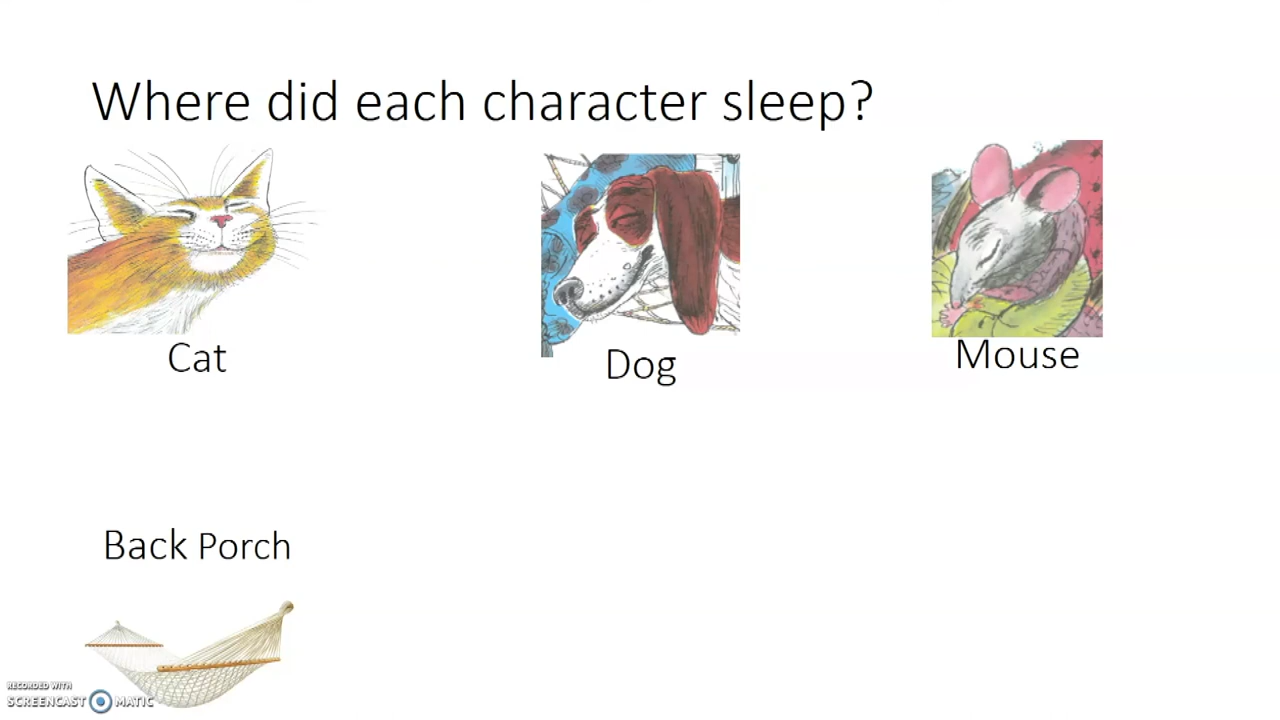 Where did each character sleep?
Cat
Dog
Mouse
Back Porch
RECORDED WITH
SCREENCAST MATIC